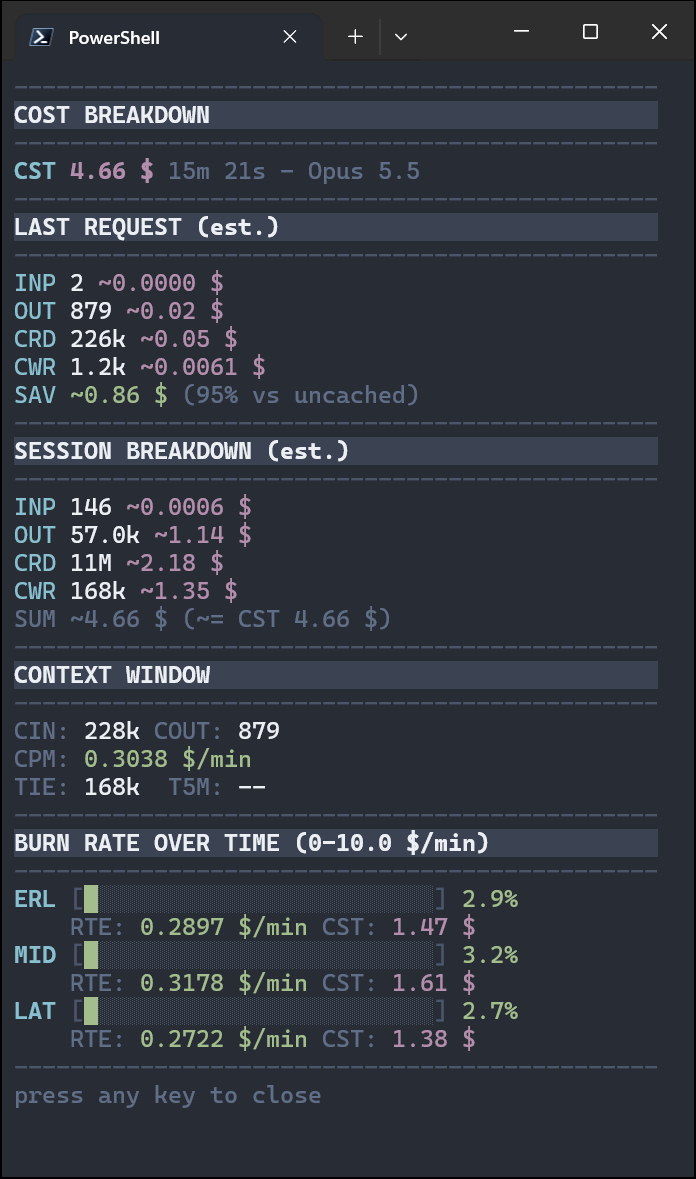 PowerShell
COST BREAKDOWN
CST 4.66 $ 15m 21s - Opus 5.5
LAST REQUEST (est.)
INP 2 ~0.0000 $
OUT 879 ~0.02 $
CRD 226k ~0.05 $
CWR 1.2k ~0.0061 $
SAV ~0.86 $ (95% vs uncached)
SESSION BREAKDOWN (est.)
INP 146 ~0.0006 $
OUT 57.0k ~1.14 $
CRD 11M ~2.18 $
CWR 168k ~1.35 $
SUM ~4.66 $ (~= CST 4.66 $)
CONTEXT WINDOW
CIN: 228k COUT: 879
CPM: 0.3038 $/min
TIE: 168k  T5M: --
BURN RATE OVER TIME (0-10.0 $/min)
ERL [] 2.9%
RTE: 0.2897 $/min CST: 1.47 $
MID [] 3.2%
RTE: 0.3178 $/min CST: 1.61 $
LAT [] 2.7%
RTE: 0.2722 $/min CST: 1.38 $
press any key to close